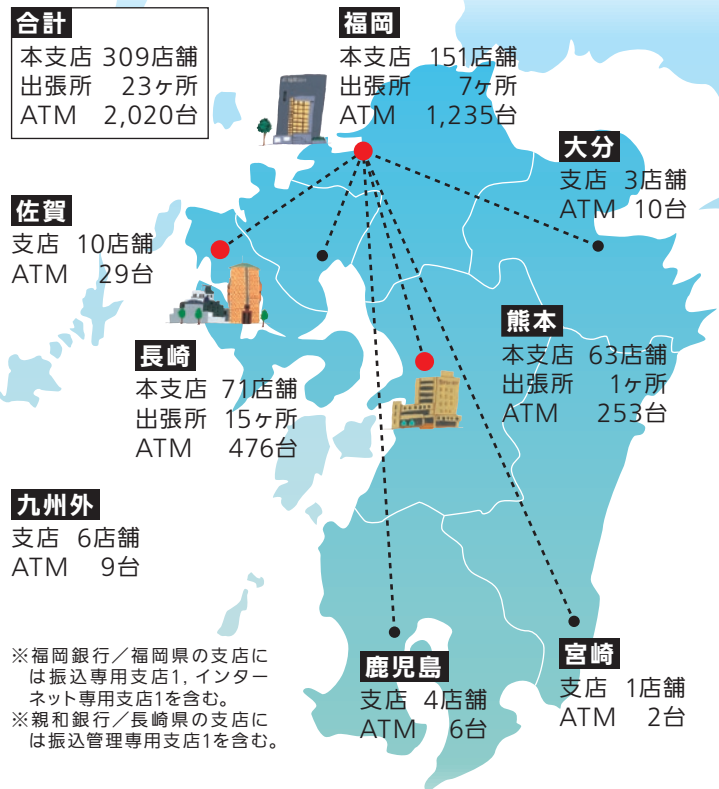 合計
本支店 309店舗
出張所 23ヶ所
ATM 2,020台
福岡
本支店 151店舗
出張所 7ヶ所
ATM 1,235台
大分
支店 3店舗
ATM 10台
佐賀
支店 10店舗
ATM 29台
長崎
本支店 71店舗
出張所 15ヶ所
ATM 476台
熊本
本支店 63店舗
出張所 1ヶ所
ATM 253台
九州外
支店 6店舗
ATM 9台
鹿児島
支店 4店舗
ATM 6台
宮崎
支店 1店舗
ATM 2台
※福岡銀行／福岡県の支店に
は振込専用支店1, インター
ネット専用支店1を含む。
※親和銀行／長崎県の支店に
は振込管理専用支店1を含む。